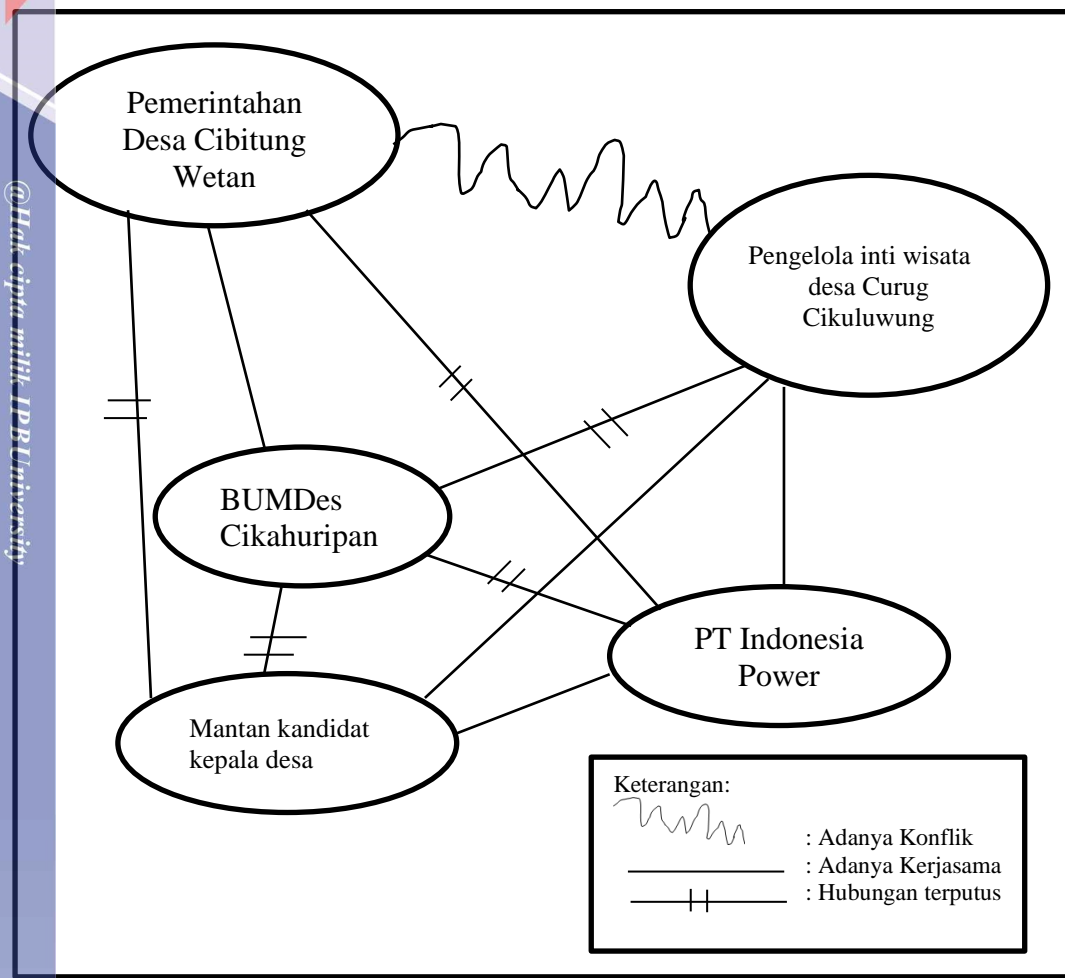 Pemerintahan
Desa Cibitung
Wetan
Pengelola inti wisata
desa Curug
Cikuluwung
BUMDes
Cikahuripan
PT Indonesia
Power
Mantan kandidat
kepala desa
Keterangan:
: Adanya Konflik
: Adanya Kerjasama
: Hubungan terputus
@Hak cipta milik IPB University